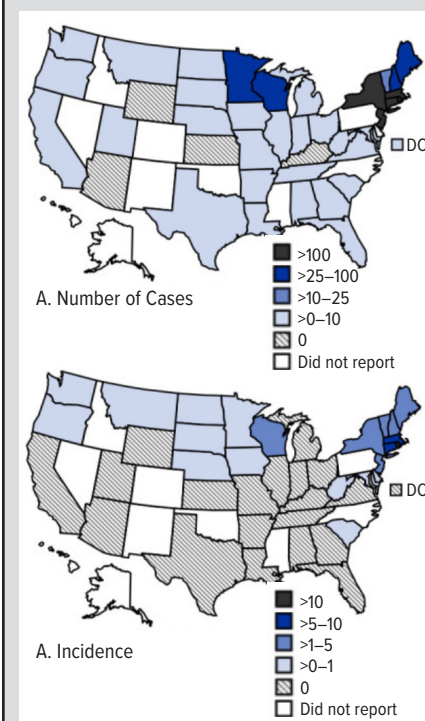 DC
>100
>25–100
>10–25
>0–10
0
Did not report
A. Number of Cases
DC
>10
>5–10
>1–5
>0–1
0
Did not report
A. Incidence